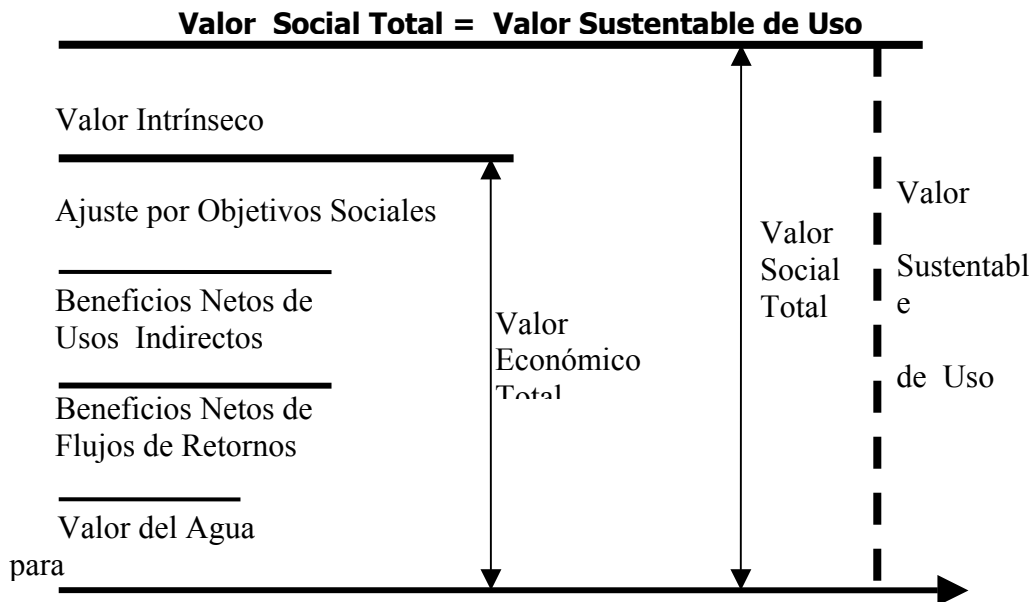 Valor Social Total = Valor Sustentable de Uso
Valor Intrínseco
Ajuste por Objetivos Sociales
Beneficios Netos de
Usos Indirectos
Beneficios Netos de
Flujos de Retornos
Valor del Agua
para
Valor
Económico
Total
Valor
Social
Total
Valor
Sustentabl
e
de Uso